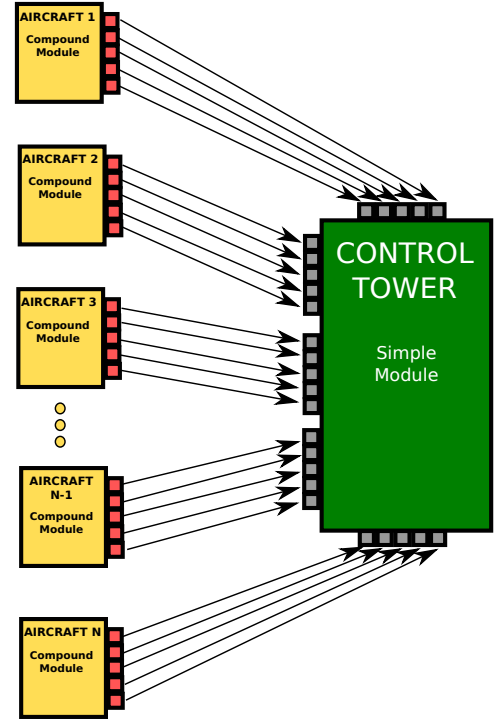 AIRCRAFT 1
Compound
Module
AIRCRAFT 2
Compound
Module
CONTROL
TOWER
Simple
Module
AIRCRAFT 3
Compound
Module
AIRCRAFT
N-1
Compound
Module
AIRCRAFT N
Compound
Module